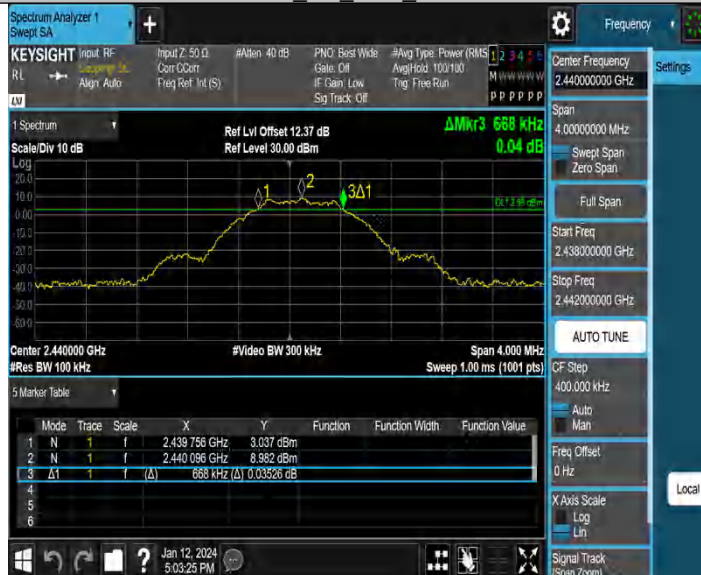 Spectrum Analyzer 1
Swept SA
+
Frequency
KEYSIGHT Input: RF
RL
Align: Auto
Input Z: 50 Ω
Corr CCorr
Freq Ref: Int (S)
#Atten: 40 dB
PNO: Best Wide
Gate: Off
IF Gain: Low
Sig Track: Off
#Avg Type: Power (RMS)
Avg|Hold: 100/100
Trig: Free Run
1 2 3 4 5 6
M W W W W W
P P P P P P
LXI
1 Spectrum
Scale/Div 10 dB
Ref Lvl Offset 12.37 dB
Ref Level 30.00 dBm
ΔMkr3 668 kHz
0.04 dB
Log
20.0
10.0
0.00
-10.0
-20.0
-30.0
-40.0
-50.0
-60.0
1
2
3Δ1
Center 2.440000 GHz
#Res BW 100 kHz
#Video BW 300 kHz
Span 4.000 MHz
Sweep 1.00 ms (1001 pts)
5 Marker Table
Mode Trace Scale X Y Function Function Width Function Value
1 N 1 f 2.439 756 GHz 3.037 dBm
2 N 1 f 2.440 096 GHz 8.982 dBm
3 Δ1 1 f (Δ) 668 kHz (Δ) 0.03526 dB
4
5
6
?
Jan 12, 2024
5:03:25 PM
Center Frequency
2.440000000 GHz
Span
4.00000000 MHz
Swept Span
Zero Span
Full Span
Start Freq
2.438000000 GHz
Stop Freq
2.442000000 GHz
AUTO TUNE
CF Step
400.000 kHz
Auto
Man
Freq Offset
0 Hz
X Axis Scale
Log
Lin
Signal Track
(Span Zoom)
Settings
Local